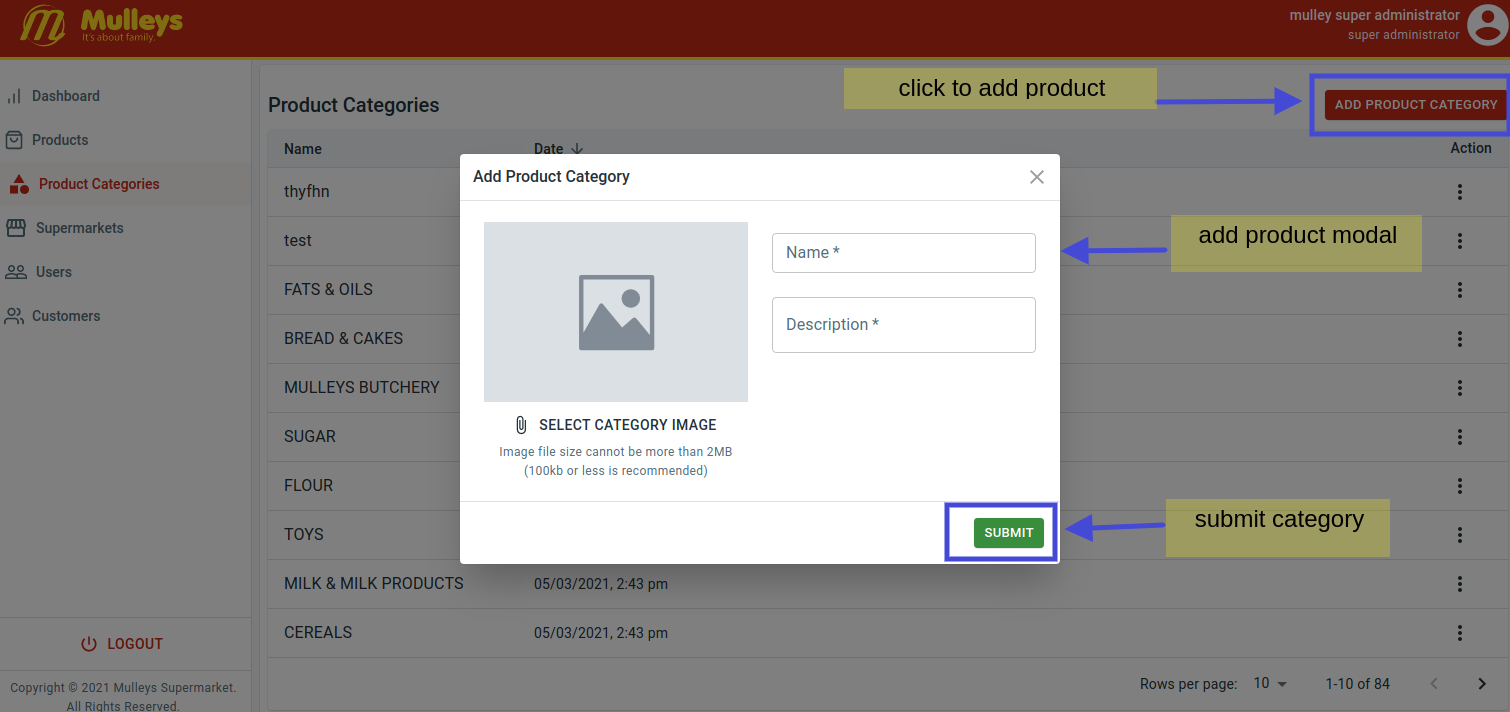 Mulleys
It's about family.
mulley super administrator
super administrator
Dashboard
Products
Product Categories
Supermarkets
Users
Customers
LOGOUT
Copyright © 2021 Mulleys Supermarket.
All Rights Reserved.
Product Categories
click to add product
ADD PRODUCT CATEGORY
Name Date Action
thyfhn
test
FATS & OILS
BREAD & CAKES
MULLEYS BUTCHERY
SUGAR
FLOUR
TOYS
MILK & MILK PRODUCTS 05/03/2021, 2:43 pm
CEREALS 05/03/2021, 2:43 pm
Rows per page: 10 1-10 of 84
Add Product Category
Name *
Description *
SELECT CATEGORY IMAGE
Image file size cannot be more than 2MB
(100kb or less is recommended)
SUBMIT
add product modal
submit category